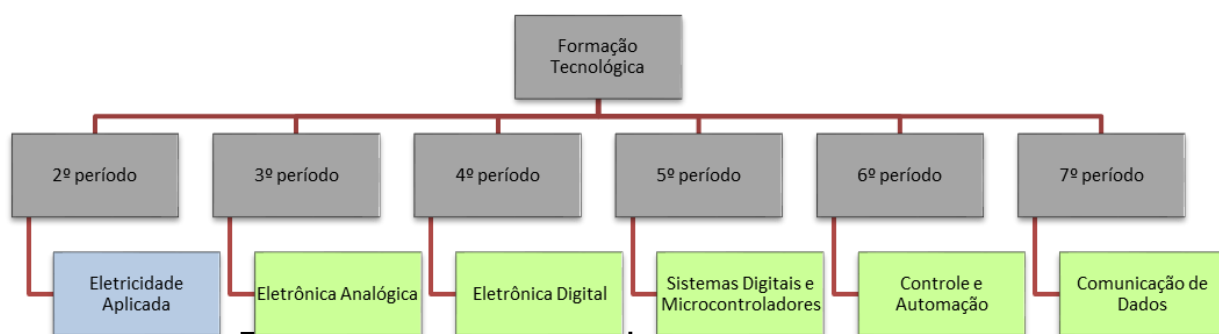 Formação
Tecnológica
2º período
3º período
4º período
5º período
6º período
7º período
Eletricidade
Aplicada
Eletrônica Analógica
Eletrônica Digital
Sistemas Digitais e
Microcontroladores
Controle e
Automação
Comunicação de
Dados